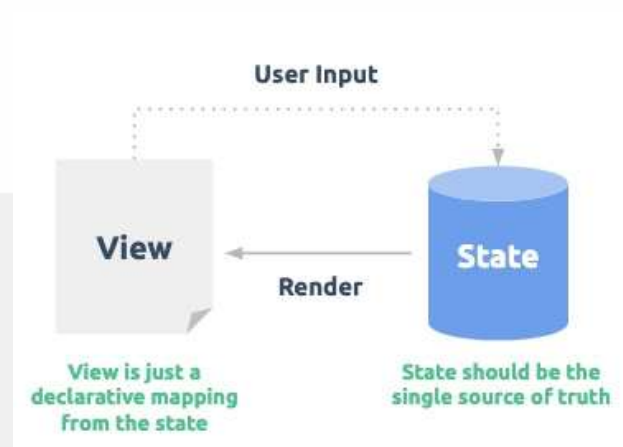 User Input
View
State
Render
View is just a
declarative mapping
from the state
State should be the
single source of truth